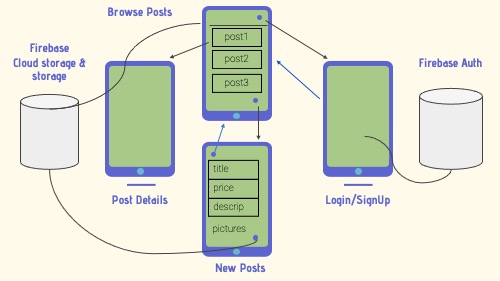 Browse Posts
Firebase
Cloud storage &
storage
post1
post2
post3
Firebase Auth
Post Details
title
price
descrip
pictures
Login/SignUp
New Posts